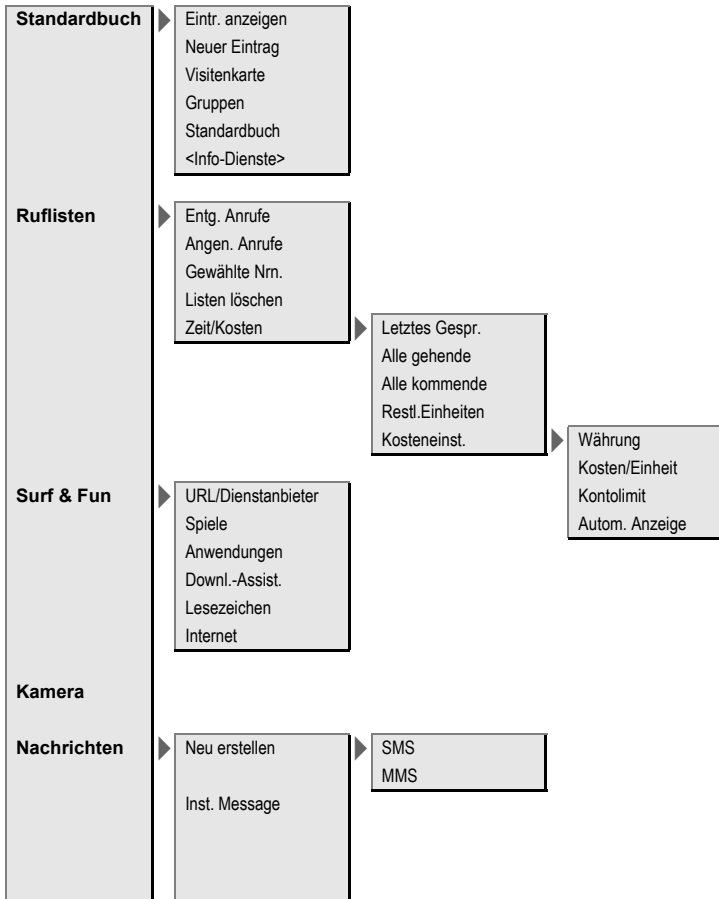 Standardbuch
Eintr. anzeigen
Neuer Eintrag
Visitenkarte
Gruppen
Standardbuch
<Info-Dienste>
Ruflisten
Entg. Anrufe
Angen. Anrufe
Gewählte Nrn.
Listen löschen
Zeit/Kosten
Letztes Gespr.
Alle gehende
Alle kommende
Restl.Einheiten
Kosteneinst.
Währung
Kosten/Einheit
Kontolimit
Autom. Anzeige
Surf & Fun
URL/Dienstanbieter
Spiele
Anwendungen
Downl.-Assist.
Lesezeichen
Internet
Kamera
Nachrichten
Neu erstellen
SMS
MMS
Inst. Message